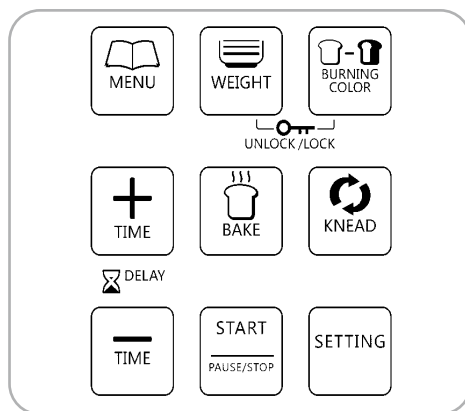 MENU
WEIGHT
BURNING
COLOR
UNLOCK/LOCK
TIME
BAKE
KNEAD
DELAY
TIME
START
PAUSE/STOP
SETTING